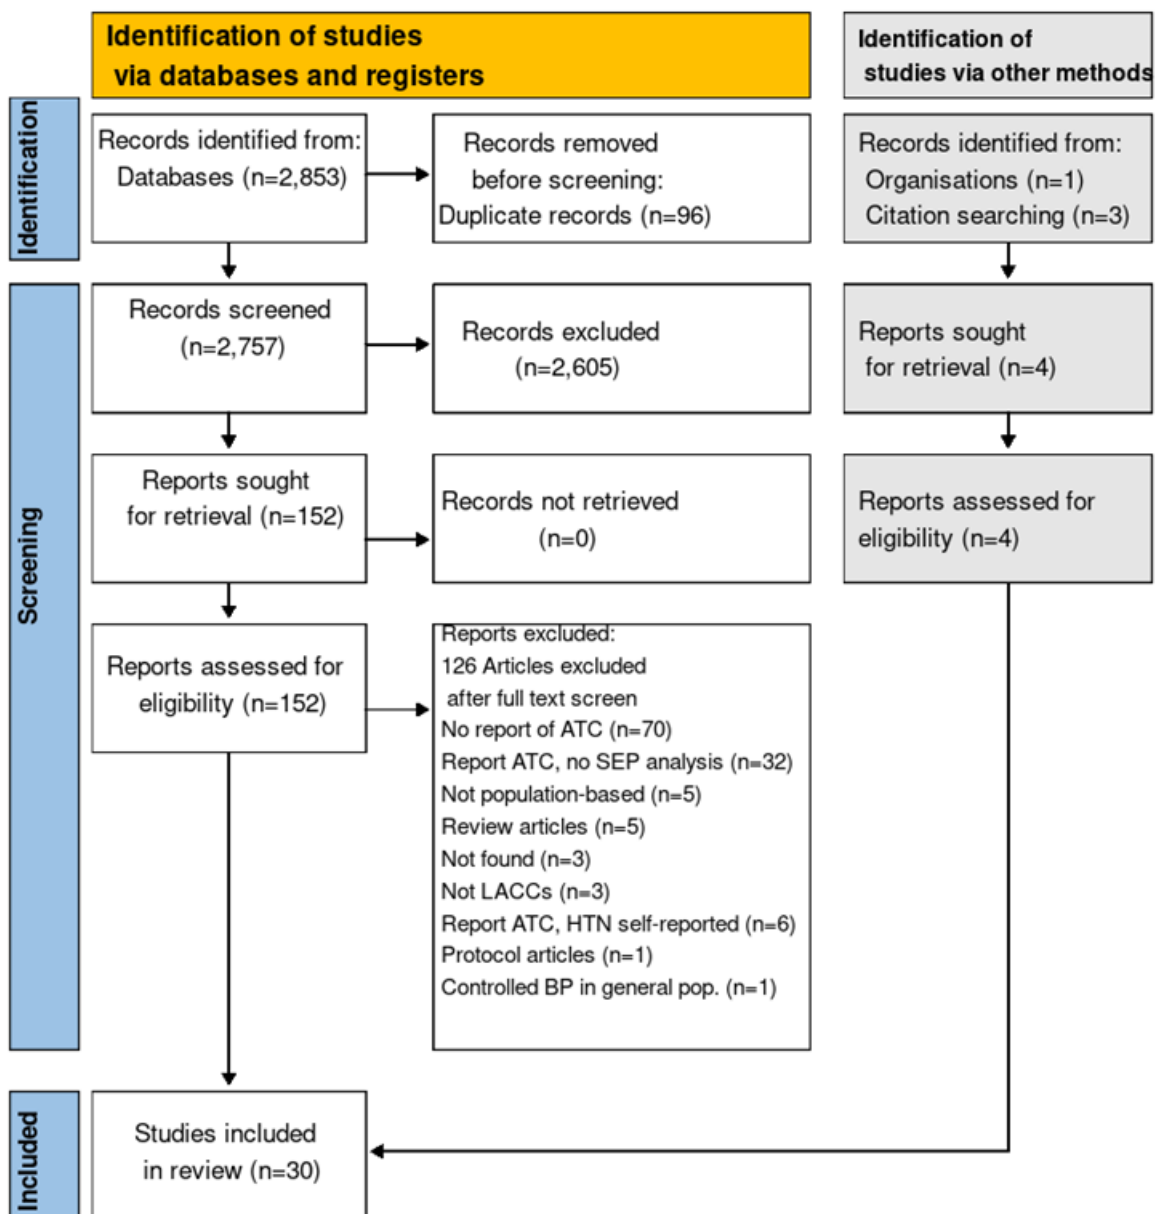 Identification of studies
via databases and registers
Identification of
studies via other methods
Identification
Records identified from:
Databases (n=2,853)
Records removed
before screening:
Duplicate records (n=96)
Records identified from:
Organisations (n=1)
Citation searching (n=3)
Screening
Records screened
(n=2,757)
Records excluded
(n=2,605)
Reports sought
for retrieval (n=4)
Reports sought
for retrieval (n=152)
Records not retrieved
(n=0)
Reports assessed for
eligibility (n=4)
Reports assessed for
eligibility (n=152)
Reports excluded:
126 Articles excluded
after full text screen
No report of ATC (n=70)
Report ATC, no SEP analysis (n=32)
Not population-based (n=5)
Review articles (n=5)
Not found (n=3)
Not LACCs (n=3)
Report ATC, HTN self-reported (n=6)
Protocol articles (n=1)
Controlled BP in general pop. (n=1)
Included
Studies included
in review (n=30)